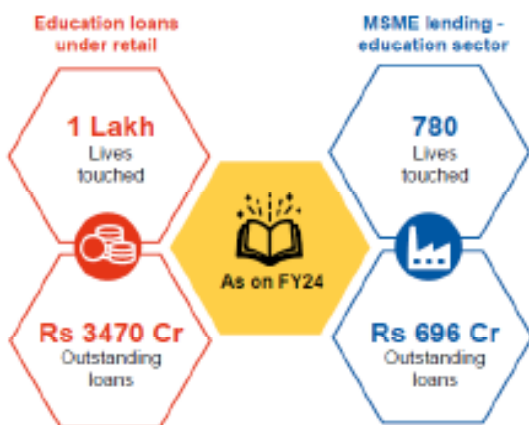 Education loans
under retail
1 Lakh
Lives
touched
Rs 3470 Cr
Outstanding
loans
As on FY24
MSME lending -
education sector
780
Lives
touched
Rs 696 Cr
Outstanding
loans